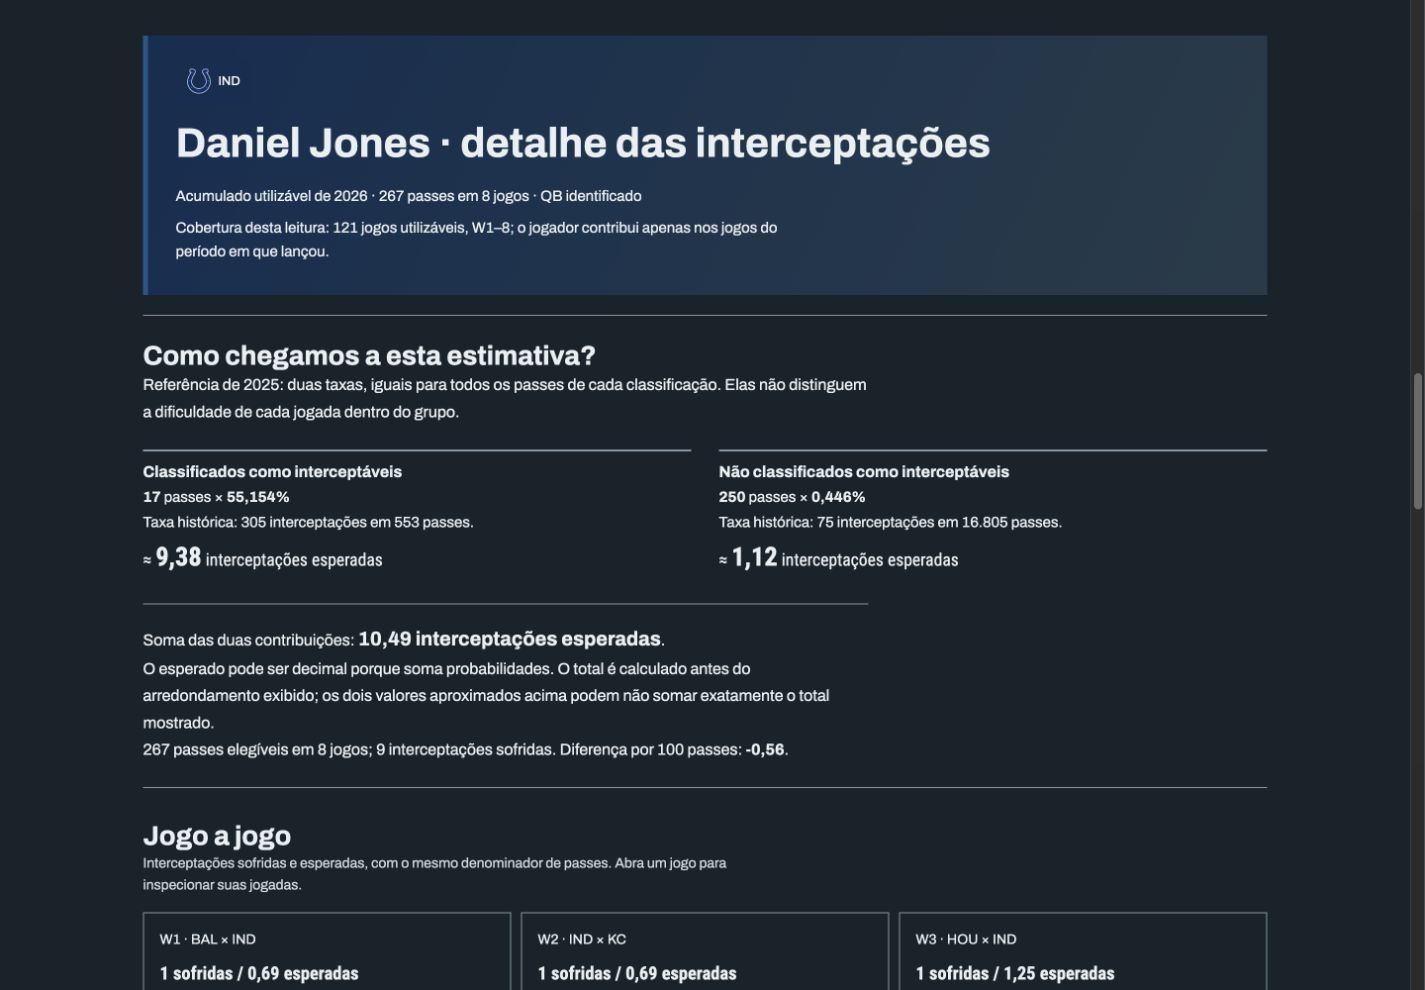 IND
Daniel Jones · detalhe das interceptações
Acumulado utilizável de 2026 · 267 passes em 8 jogos · QB identificado
Cobertura desta leitura: 121 jogos utilizáveis, W1–8; o jogador contribui apenas nos jogos do
período em que lançou.
Como chegamos a esta estimativa?
Referência de 2025: duas taxas, iguais para todos os passes de cada classificação. Elas não distinguem
a dificuldade de cada jogada dentro do grupo.
Classificados como interceptáveis
17 passes × 55,154%
Taxa histórica: 305 interceptações em 553 passes.
≈ 9,38 interceptações esperadas
Não classificados como interceptáveis
250 passes × 0,446%
Taxa histórica: 75 interceptações em 16.805 passes.
≈ 1,12 interceptações esperadas
Soma das duas contribuições: 10,49 interceptações esperadas.
O esperado pode ser decimal porque soma probabilidades. O total é calculado antes do
arredondamento exibido; os dois valores aproximados acima podem não somar exatamente o total
mostrado.
267 passes elegíveis em 8 jogos; 9 interceptações sofridas. Diferença por 100 passes: -0,56.
Jogo a jogo
Interceptações sofridas e esperadas, com o mesmo denominador de passes. Abra um jogo para
inspecionar suas jogadas.
W1 · BAL × IND
1 sofridas / 0,69 esperadas
W2 · IND × KC
1 sofridas / 0,69 esperadas
W3 · HOU × IND
1 sofridas / 1,25 esperadas